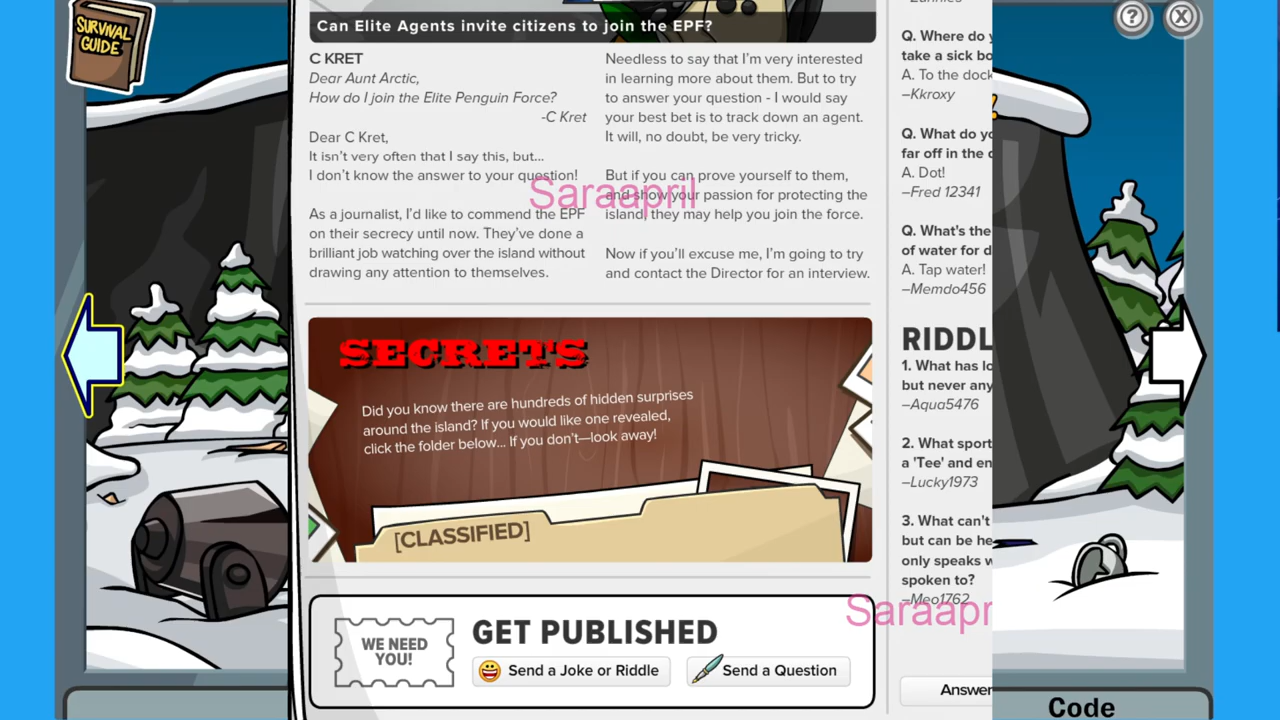 SURVIVAL
GUIDE
Can Elite Agents invite citizens to join the EPF?
C KRET
Dear Aunt Arctic,
How do I join the Elite Penguin Force?
-C Kret
Dear C Kret,
It isn't very often that I say this, but...
I don't know the answer to your question!
As a journalist, I'd like to commend the EPF
on their secrecy until now. They've done a
brilliant job watching over the island without
drawing any attention to themselves.
Needless to say that I'm very interested
in learning more about them. But to try
to answer your question - I would say
your best bet is to track down an agent.
It will, no doubt, be very tricky.
But if you can prove yourself to them,
and show your passion for protecting the
island, they may help you join the force.
Now if you'll excuse me, I'm going to try
and contact the Director for an interview.
Saraapril
SECRETS
Did you know there are hundreds of hidden surprises
around the island? If you would like one revealed,
click the folder below... If you don't—look away!
[CLASSIFIED]
WE NEED
YOU!
GET PUBLISHED
Send a Joke or Riddle
Send a Question
Q. Where do
take a sick bo
A. To the dock
–Kkroxy
Q. What do yo
far off in the d
A. Dot!
–Fred 12341
Q. What's the
of water for d
A. Tap water!
–Memdo456
RIDDL
1. What has lo
but never any
–Aqua5476
2. What sport
a 'Tee' and en
–Lucky1973
3. What can't
but can be he
only speaks w
spoken to?
–Meo1762
Saraapr
Answer
?
X
Code